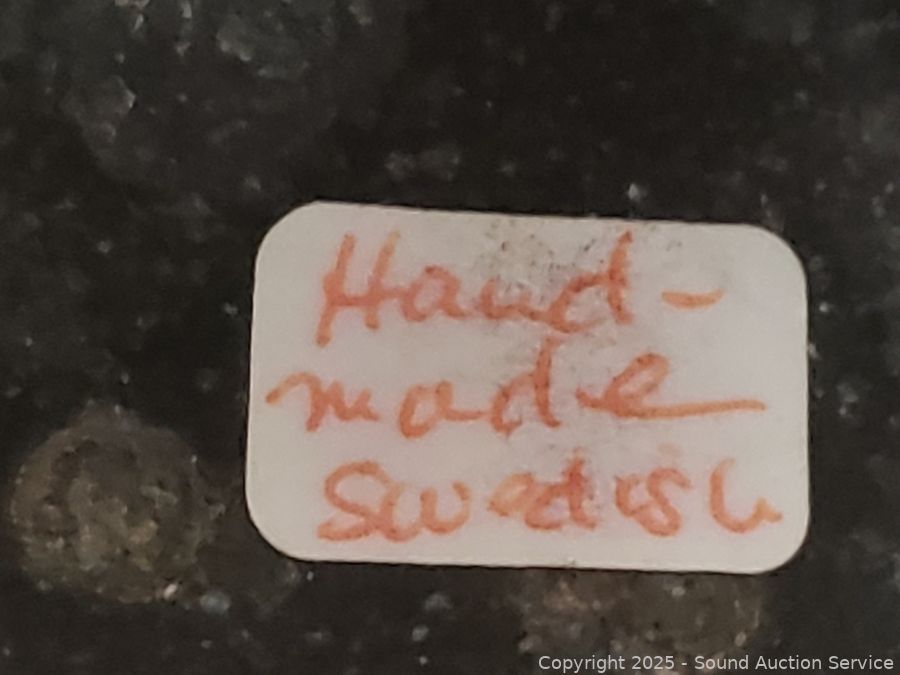 Hand-
made
Swedish
Copyright 2025 - Sound Auction Service